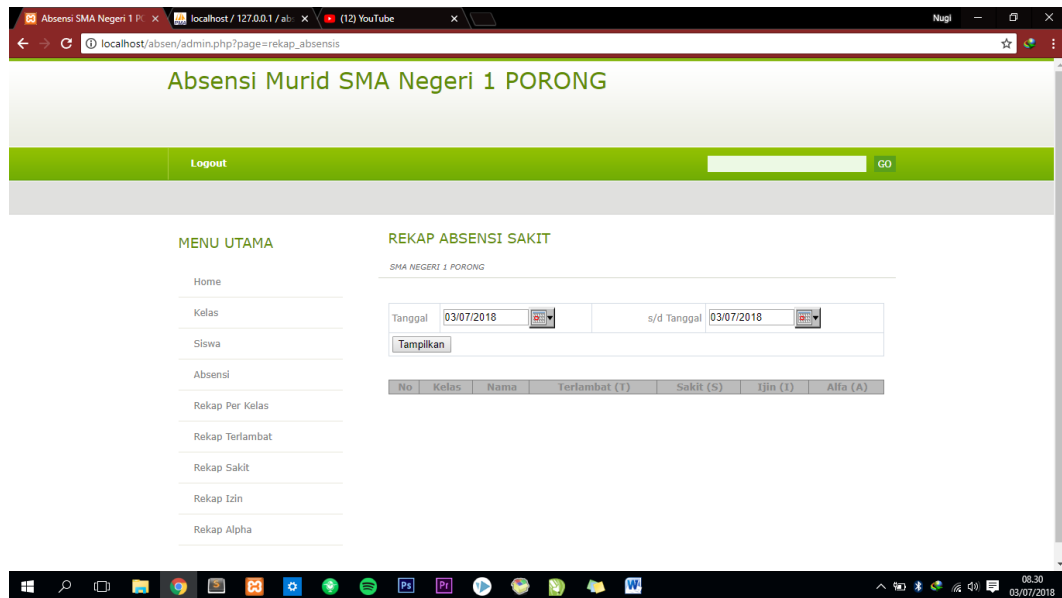 Absensi SMA Negeri 1 PO
localhost / 127.0.0.1 / ab
(12) YouTube
Nugi
localhost/absen/admin.php?page=rekap_absensis
Absensi Murid SMA Negeri 1 PORONG
Logout
GO
MENU UTAMA
Home
Kelas
Siswa
Absensi
Rekap Per Kelas
Rekap Terlambat
Rekap Sakit
Rekap Izin
Rekap Alpha
REKAP ABSENSI SAKIT
SMA NEGERI 1 PORONG
Tanggal 03/07/2018 s/d Tanggal 03/07/2018
Tampilkan
No Kelas Nama Terlambat (T) Sakit (S) Ijin (I) Alfa (A)
Ps
Pr
W
08.30
03/07/2018